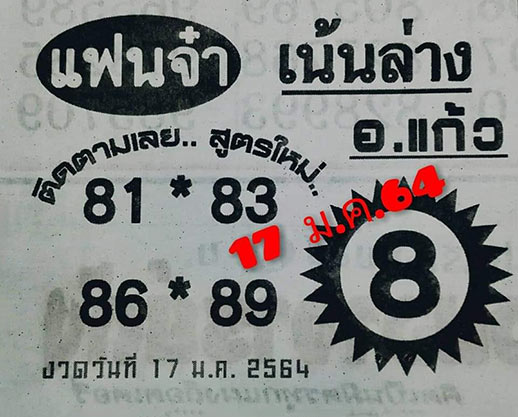 แฟนจ๋า เน้นล่าง
อ.แก้ว
ติดตามเลย.. สูตรใหม่..
81 * 83
17 ม.ค.64
86 * 89
8
งวดวันที่ 17 ม.ค. 2564